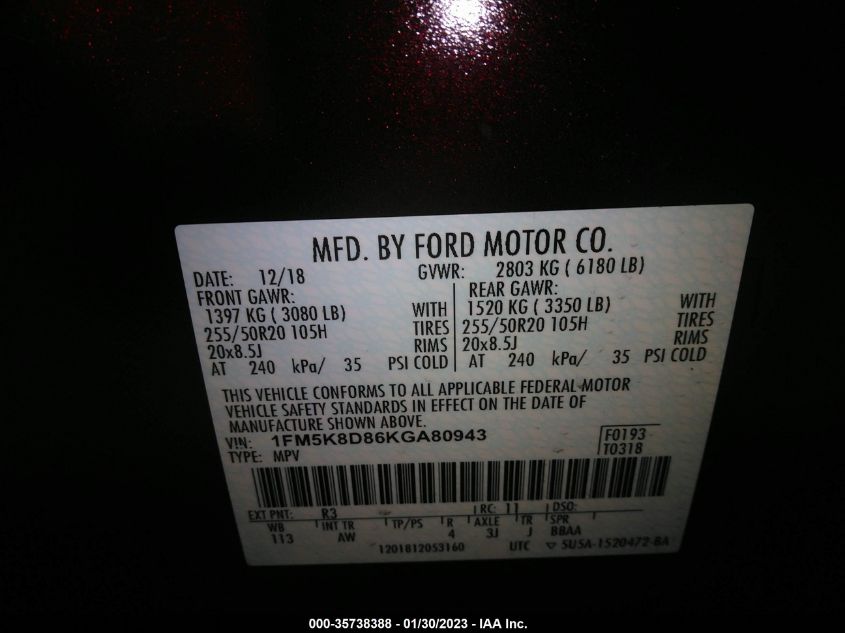 MFD. BY FORD MOTOR CO.
DATE: 12/18 GVWR: 2803 KG ( 6180 LB)
FRONT GAWR: REAR GAWR:
1397 KG ( 3080 LB) WITH 1520 KG ( 3350 LB) WITH
255/50R20 105H TIRES 255/50R20 105H TIRES
20x8.5J RIMS 20x8.5J RIMS
AT 240 kPa/ 35 PSI COLD AT 240 kPa/ 35 PSI COLD
THIS VEHICLE CONFORMS TO ALL APPLICABLE FEDERAL MOTOR
VEHICLE SAFETY STANDARDS IN EFFECT ON THE DATE OF
MANUFACTURE SHOWN ABOVE.
VIN: 1FM5K8D86KGA80943 F0193
TYPE: MPV T0318
EXT PNT: R3 RC: 11 DSO:
WB INT TR TP/PS R AXLE TR SPR
113 AW 4 3J J BBAA
1201812053160 UTC ▽ SU5A-1520472-BA
000-35738388 - 01/30/2023 - IAA Inc.